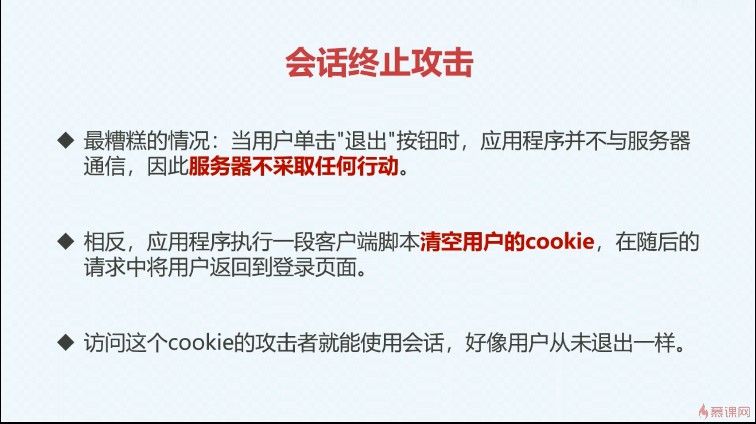 会话终止攻击
◆ 最糟糕的情况：当用户单击"退出"按钮时，应用程序并不与服务器
通信，因此服务器不采取任何行动。
◆ 相反，应用程序执行一段客户端脚本清空用户的cookie，在随后的
请求中将用户返回到登录页面。
◆ 访问这个cookie的攻击者就能使用会话，好像用户从未退出一样。
慕课网